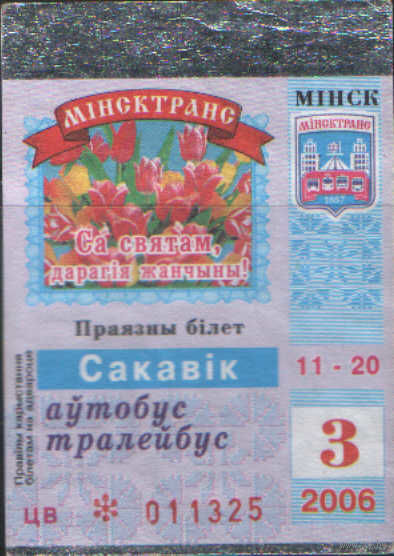 МІНСКТРАНС
Са святам,
дарагія жанчыны!
МІНСК
МІНСКТРАНС
1857
Праязны білет
Сакавік
11 - 20
аўтобус
тралейбус
3
2006
Правілы карыстання
білетам на адвароце
ЦВ * 011325